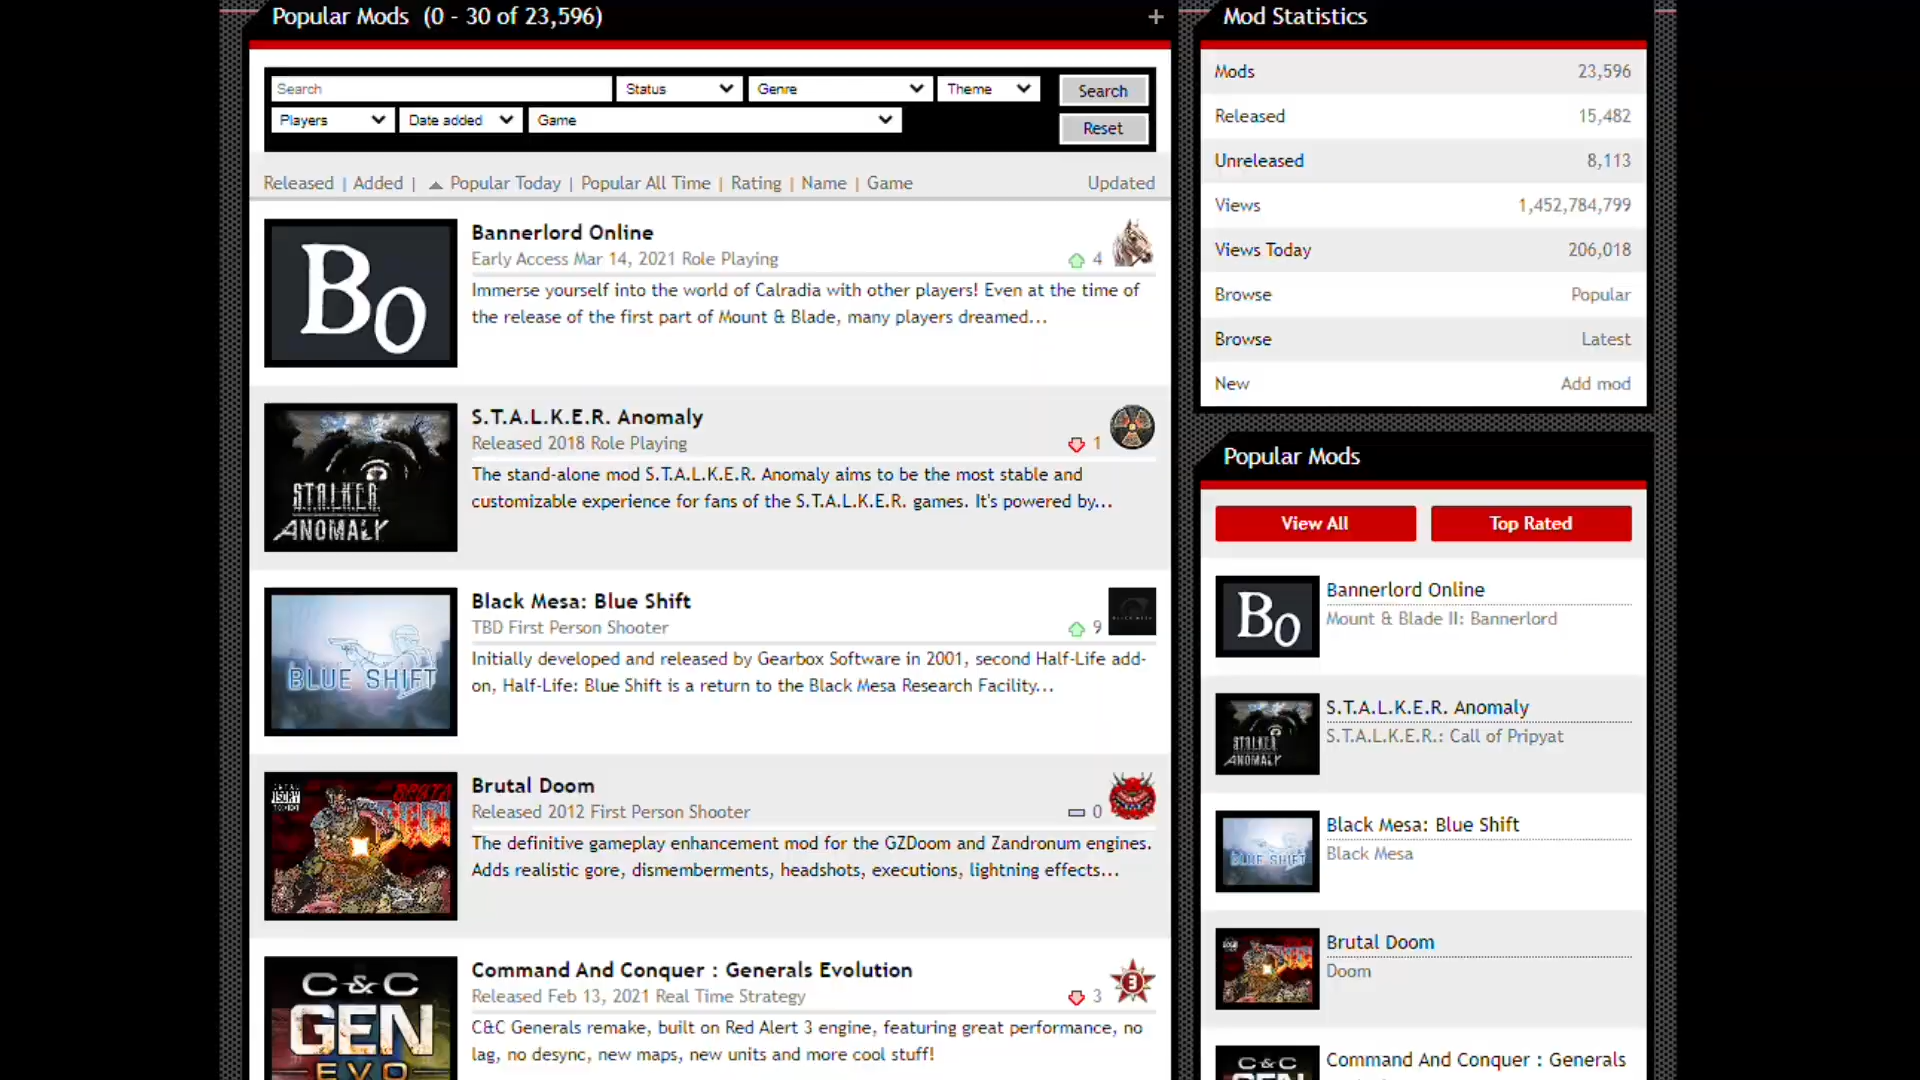 Popular Mods (0 - 30 of 23,596)
+
Search
Status
Genre
Theme
Search
Players
Date added
Game
Reset
Released | Added | Popular Today | Popular All Time | Rating | Name | Game
Updated
Bo
Bannerlord Online
Early Access Mar 14, 2021 Role Playing
4
Immerse yourself into the world of Calradia with other players! Even at the time of
the release of the first part of Mount & Blade, many players dreamed...
S.T.A.L.K.E.R.
ANOMALY
S.T.A.L.K.E.R. Anomaly
Released 2018 Role Playing
1
The stand-alone mod S.T.A.L.K.E.R. Anomaly aims to be the most stable and
customizable experience for fans of the S.T.A.L.K.E.R. games. It's powered by...
BLUE SHIFT
Black Mesa: Blue Shift
TBD First Person Shooter
9
Initially developed and released by Gearbox Software in 2001, second Half-Life add-
on, Half-Life: Blue Shift is a return to the Black Mesa Research Facility...
Brutal Doom
Released 2012 First Person Shooter
0
The definitive gameplay enhancement mod for the GZDoom and Zandronum engines.
Adds realistic gore, dismemberments, headshots, executions, lightning effects...
C&C
GEN
EVO
Command And Conquer : Generals Evolution
Released Feb 13, 2021 Real Time Strategy
3
3
C&C Generals remake, built on Red Alert 3 engine, featuring great performance, no
lag, no desync, new maps, new units and more cool stuff!
Mod Statistics
Mods 23,596
Released 15,482
Unreleased 8,113
Views 1,452,784,799
Views Today 206,018
Browse Popular
Browse Latest
New Add mod
Popular Mods
View All
Top Rated
Bo
Bannerlord Online
Mount & Blade II: Bannerlord
S.T.A.L.K.E.R.
ANOMALY
S.T.A.L.K.E.R. Anomaly
S.T.A.L.K.E.R.: Call of Pripyat
BLUE SHIFT
Black Mesa: Blue Shift
Black Mesa
Brutal Doom
Doom
C&C
Command And Conquer : Generals